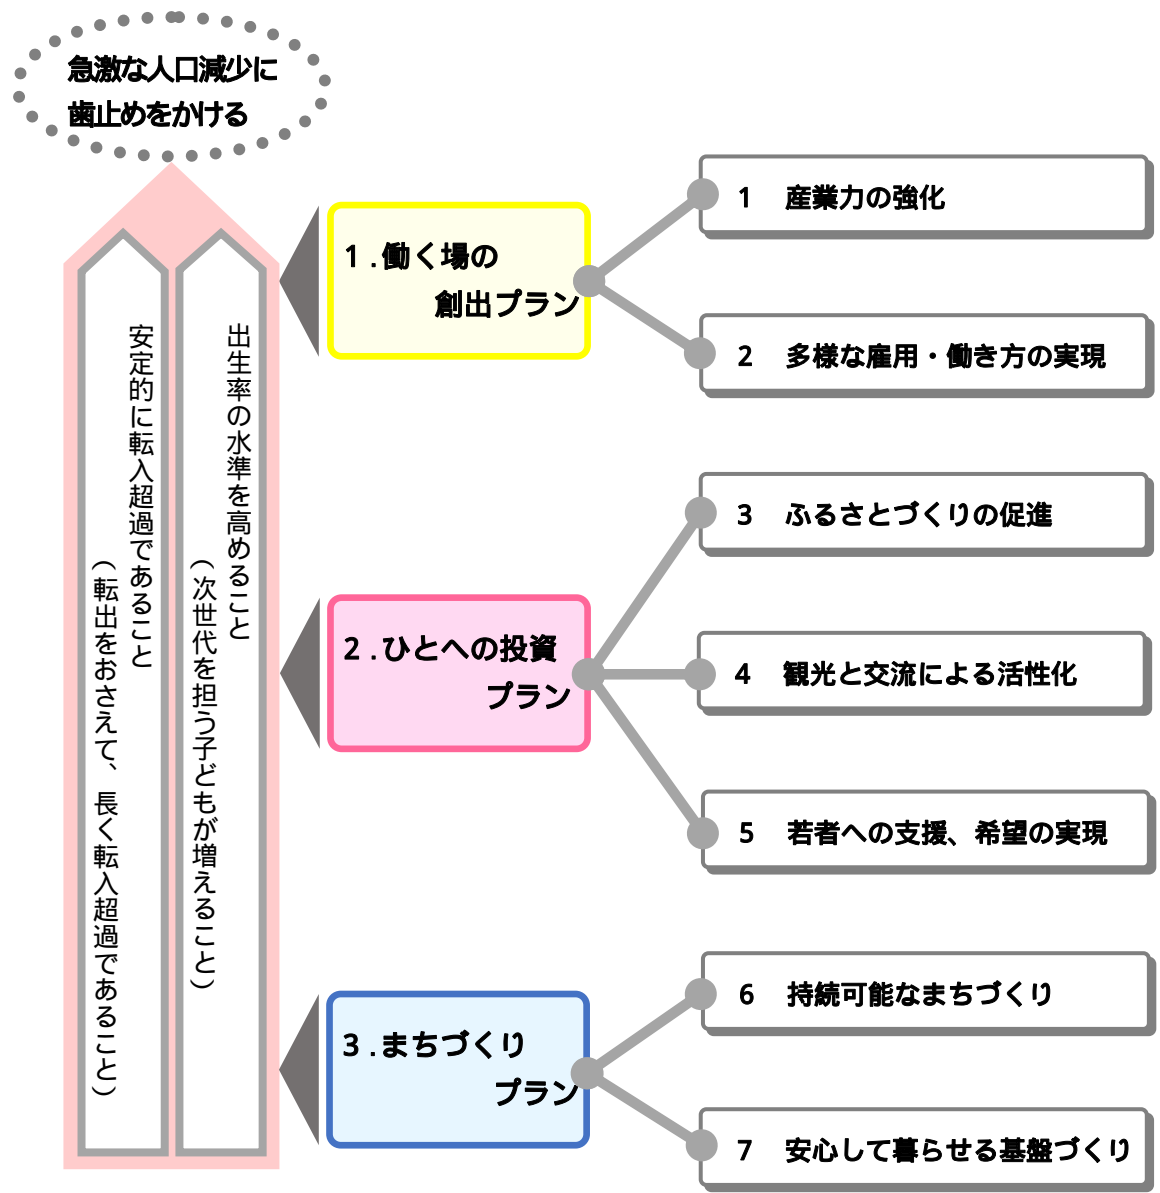 急激な人口減少に
歯止めをかける
出生率の水準を高めること
（次世代を担う子どもが増えること）
安定的に転入超過であること
（転出をおさえて、長く転入超過であること）
1．働く場の
創出プラン
1　産業力の強化
2　多様な雇用・働き方の実現
2．ひとへの投資
プラン
3　ふるさとづくりの促進
4　観光と交流による活性化
5　若者への支援、希望の実現
3．まちづくり
プラン
6　持続可能なまちづくり
7　安心して暮らせる基盤づくり